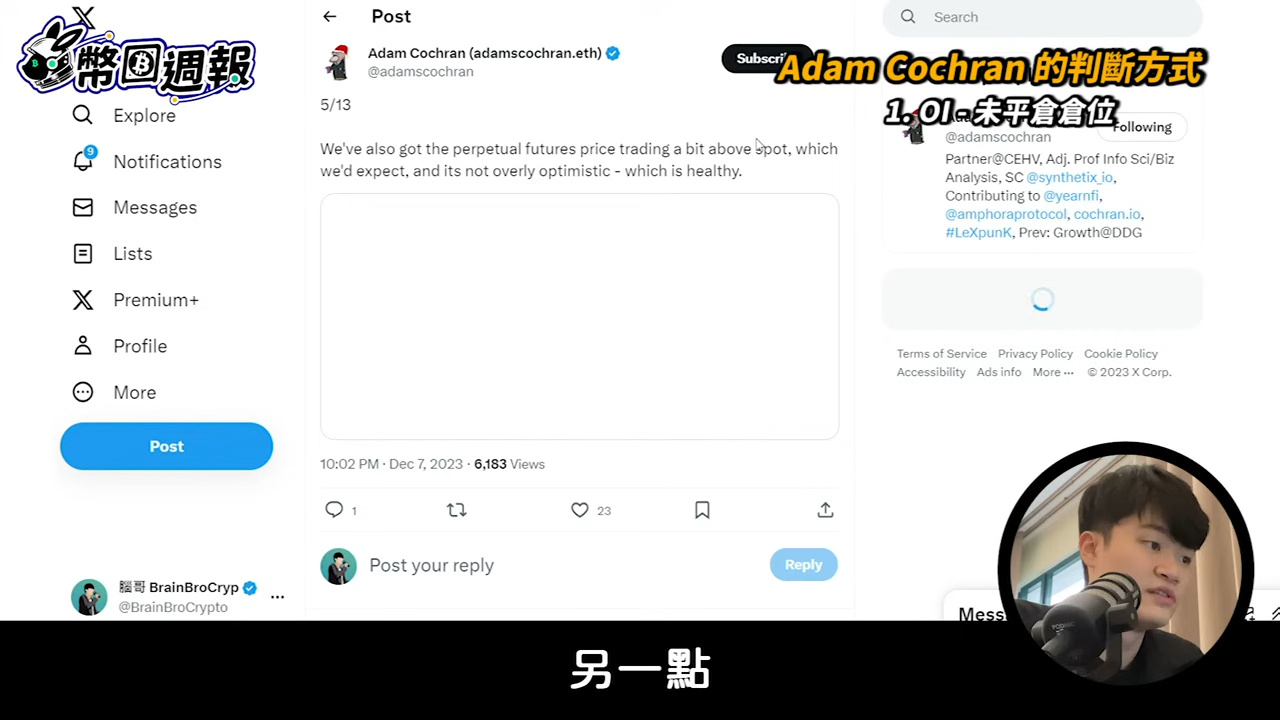 幣回週報
Explore
9
Notifications
Messages
Lists
Premium+
Profile
More
Post
腦哥 BrainBroCryp
@BrainBroCrypto
Post
Adam Cochran (adamscochran.eth)
@adamscochran
5/13
We've also got the perpetual futures price trading a bit above spot, which
we'd expect, and its not overly optimistic - which is healthy.
10:02 PM · Dec 7, 2023 · 6,183 Views
1
23
Post your reply
Reply
Search
Adam Cochran 的判斷方式
1. OI - 未平倉倉位
@adamscochran
Following
Partner@CEHV, Adj. Prof Info Sci/Biz
Analysis, SC @synthetix_io,
Contributing to @yearnfi,
@amphoraprotocol, cochran.io,
#LeXpunK, Prev: Growth@DDG
Terms of Service Privacy Policy Cookie Policy
Accessibility Ads info More ··· © 2023 X Corp.
另一點